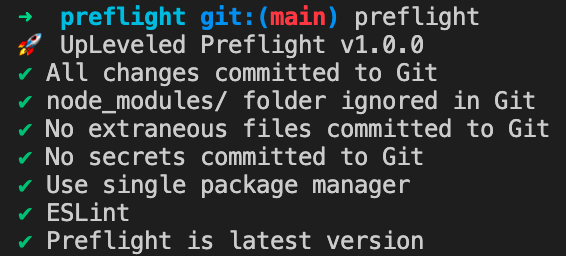 ➜ preflight git:(main) preflight
🚀 UpLeveled Preflight v1.0.0
✔ All changes committed to Git
✔ node_modules/ folder ignored in Git
✔ No extraneous files committed to Git
✔ No secrets committed to Git
✔ Use single package manager
✔ ESLint
✔ Preflight is latest version